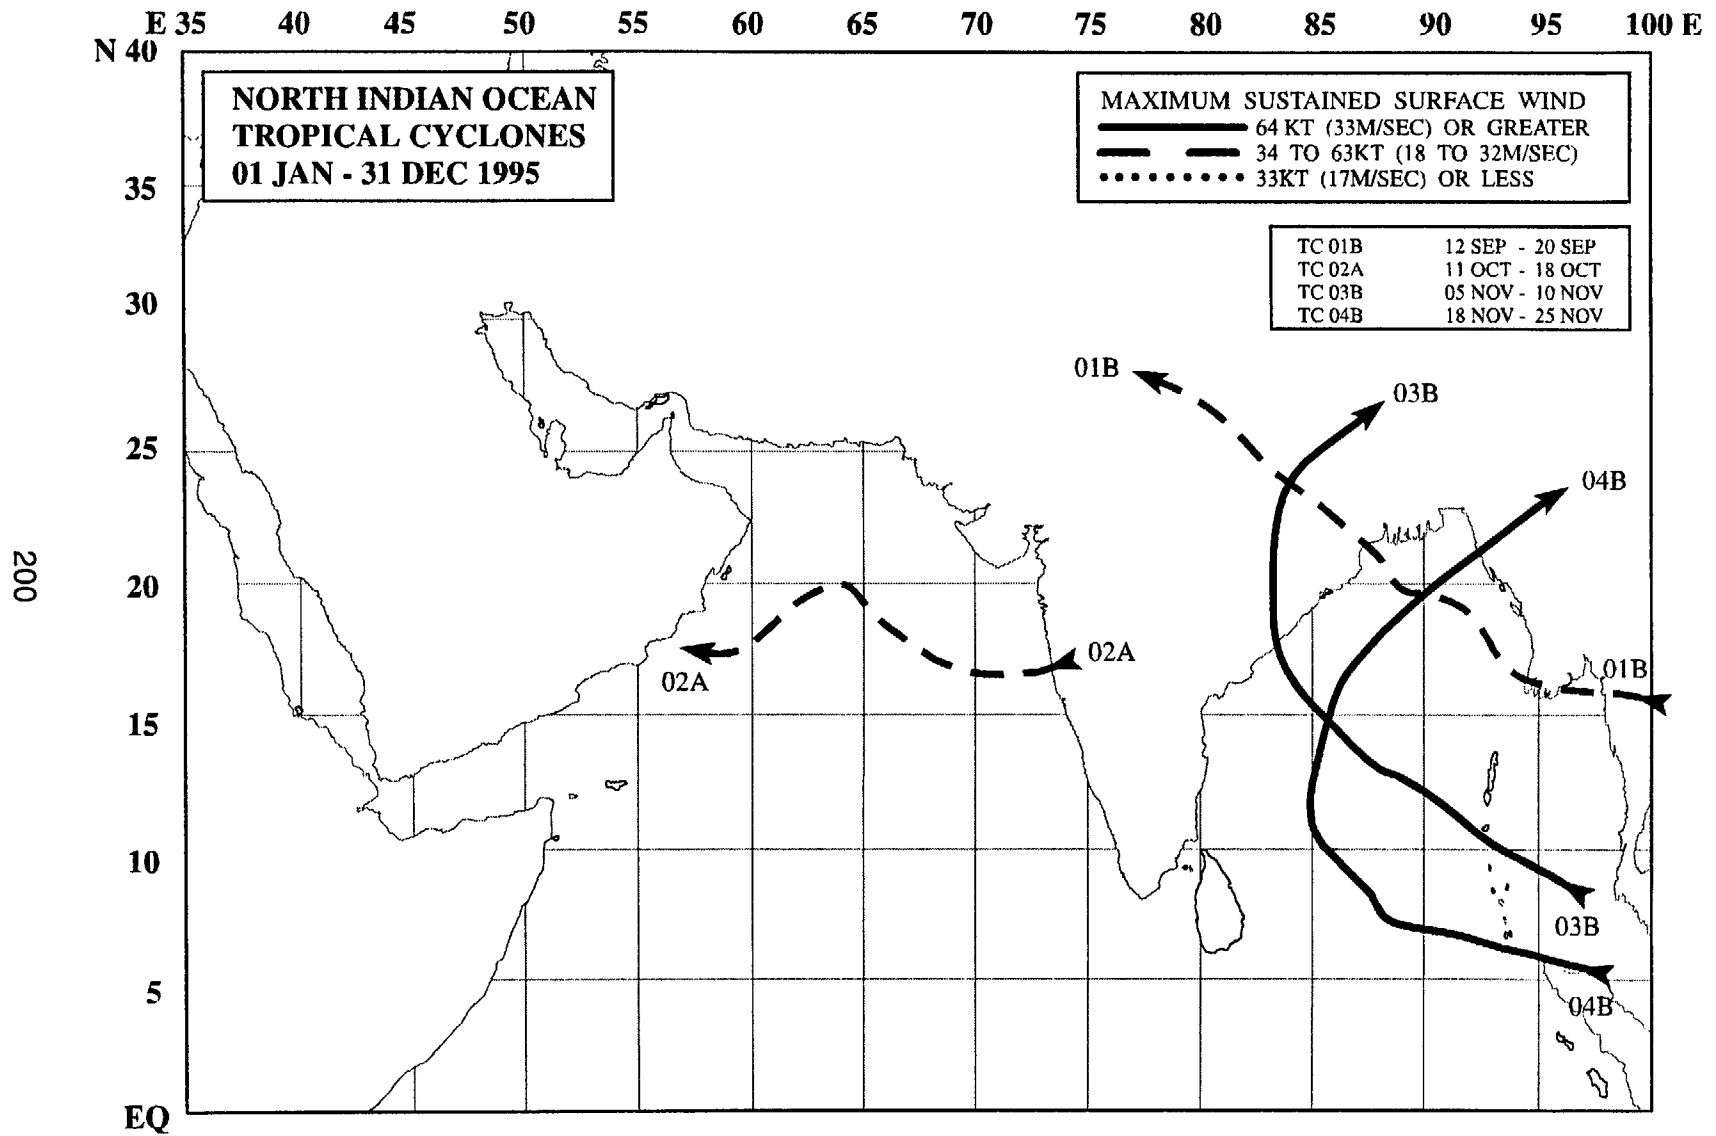 E 35 40 45 50 55 60 65 70 75 80 85 90 95 100 E
N 40
35
30
25
20
15
10
5
EQ
NORTH INDIAN OCEAN
TROPICAL CYCLONES
01 JAN - 31 DEC 1995
MAXIMUM SUSTAINED SURFACE WIND
64 KT (33M/SEC) OR GREATER
34 TO 63KT (18 TO 32M/SEC)
33KT (17M/SEC) OR LESS
TC 01B 12 SEP - 20 SEP
TC 02A 11 OCT - 18 OCT
TC 03B 05 NOV - 10 NOV
TC 04B 18 NOV - 25 NOV
01B
03B
04B
02A
02A
01B
03B
04B
200